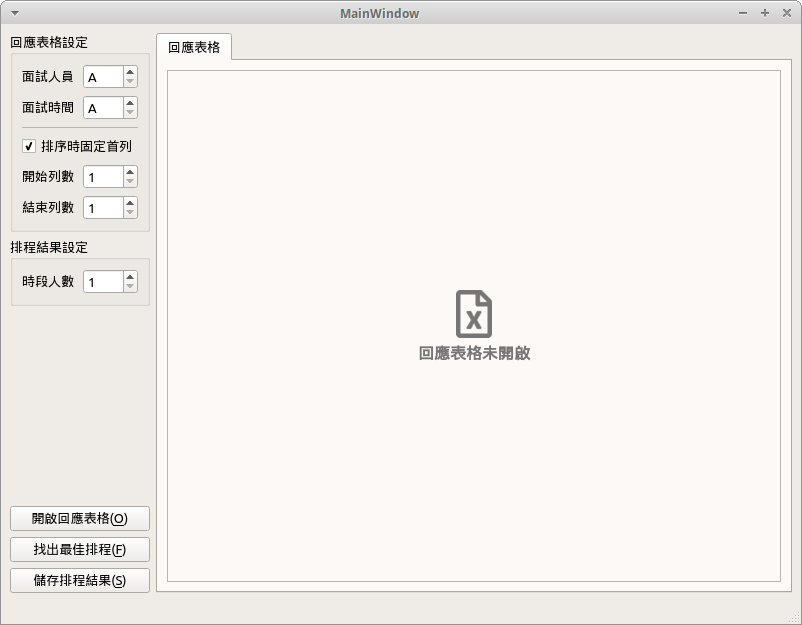 MainWindow
回應表格設定
面試人員 A
面試時間 A
排序時固定首列
開始列數 1
結束列數 1
排程結果設定
時段人數 1
開啟回應表格(O)
找出最佳排程(F)
儲存排程結果(S)
回應表格
X
回應表格未開啟